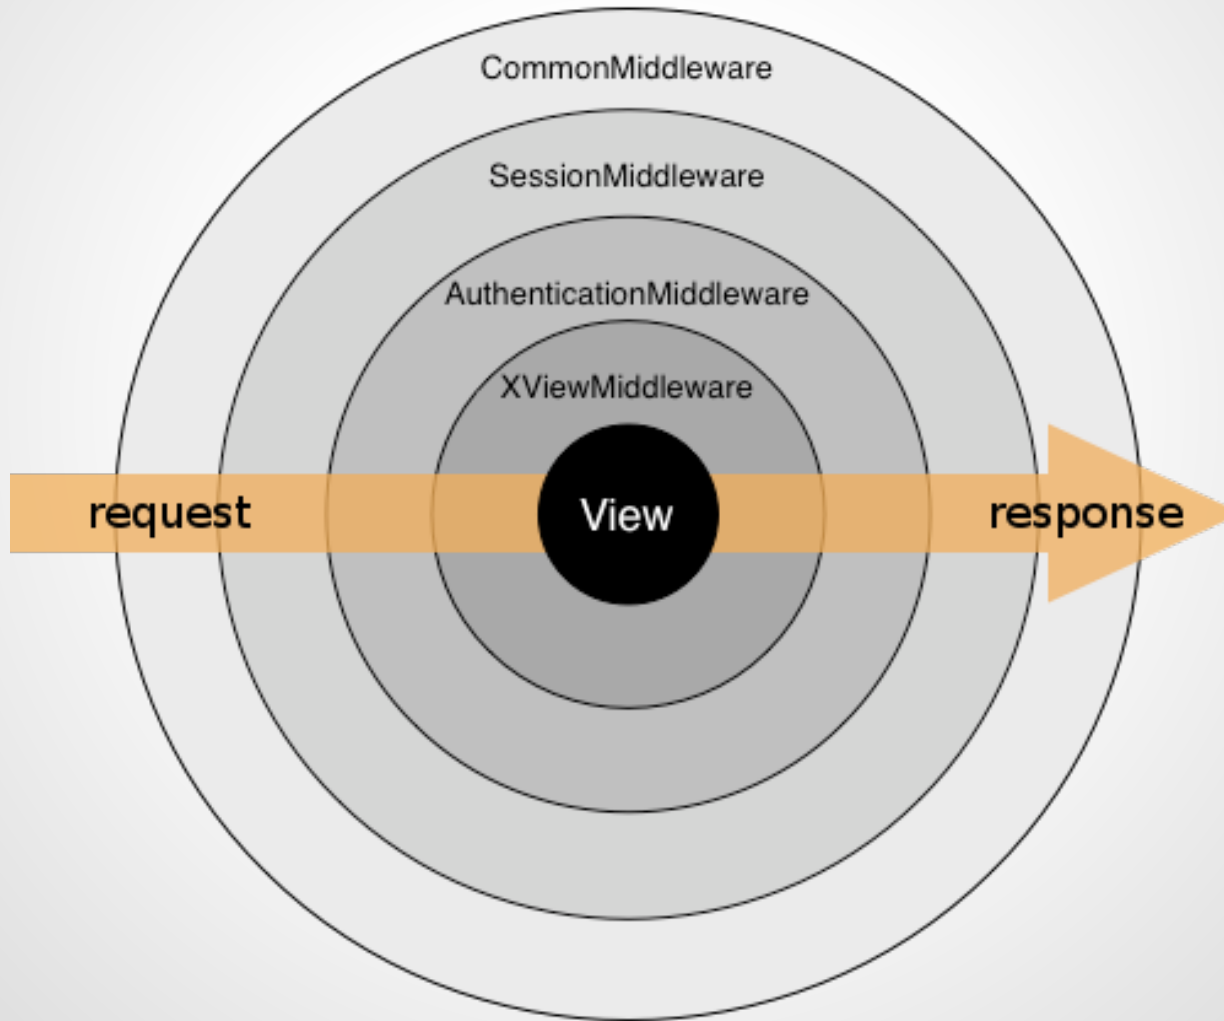 CommonMiddleware
SessionMiddleware
AuthenticationMiddleware
XViewMiddleware
request
View
response